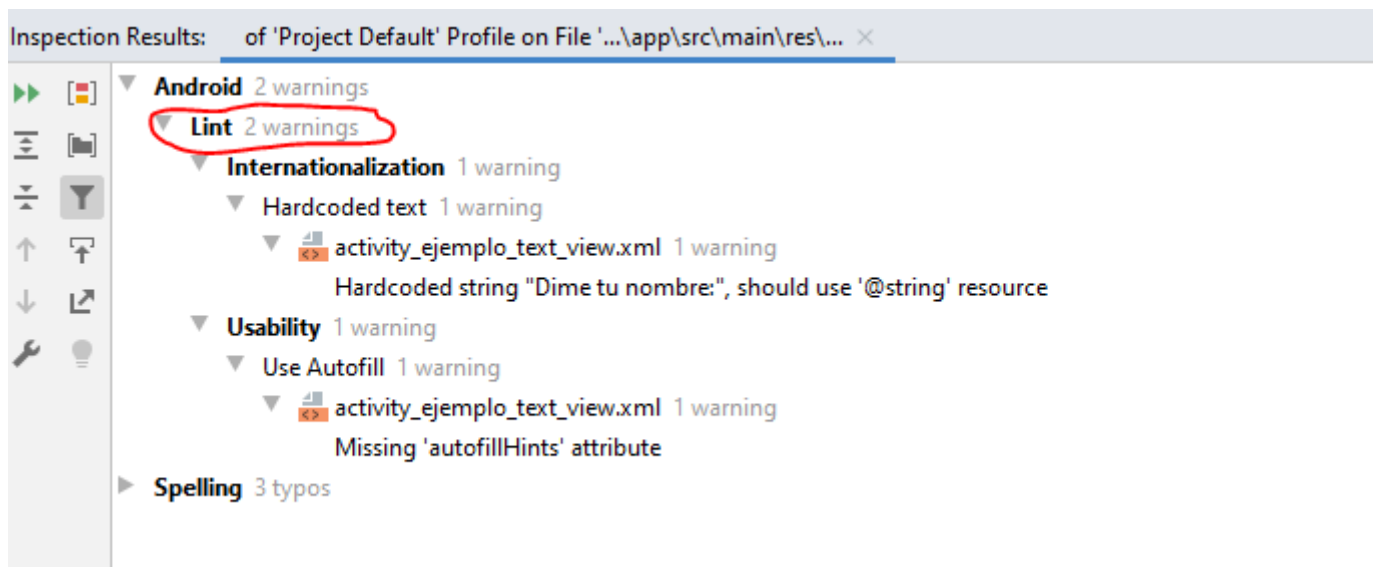 Inspection Results: of 'Project Default' Profile on File '...\app\src\main\res\...
Android 2 warnings
Lint 2 warnings
Internationalization 1 warning
Hardcoded text 1 warning
activity_ejemplo_text_view.xml 1 warning
Hardcoded string "Dime tu nombre:", should use '@string' resource
Usability 1 warning
Use Autofill 1 warning
activity_ejemplo_text_view.xml 1 warning
Missing 'autofillHints' attribute
Spelling 3 typos